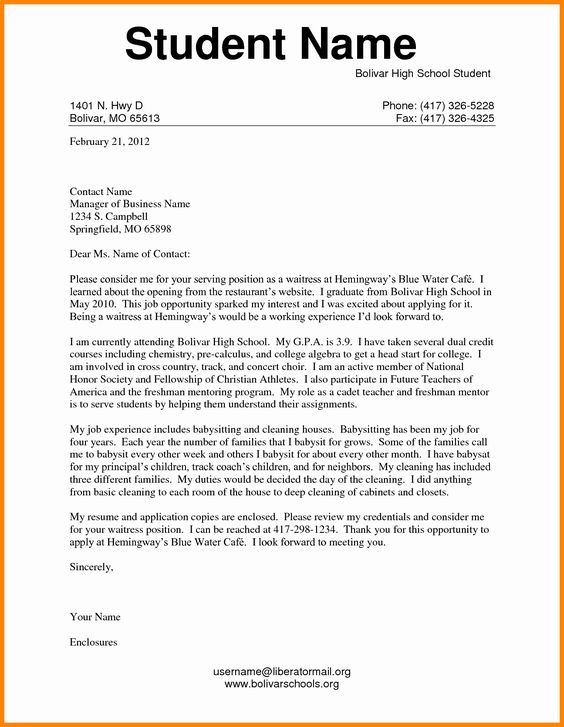 Student Name
Bolivar High School Student
1401 N. Hwy D
Bolivar, MO 65613
Phone: (417) 326-5228
Fax: (417) 326-4325
February 21, 2012
Contact Name
Manager of Business Name
1234 S. Campbell
Springfield, MO 65898
Dear Ms. Name of Contact:
Please consider me for your serving position as a waitress at Hemingway's Blue Water Café. I
learned about the opening from the restaurant's website. I graduate from Bolivar High School in
May 2010. This job opportunity sparked my interest and I was excited about applying for it.
Being a waitress at Hemingway's would be a working experience I'd look forward to.
I am currently attending Bolivar High School. My G.P.A. is 3.9. I have taken several dual credit
courses including chemistry, pre-calculus, and college algebra to get a head start for college. I
am involved in cross country, track, and concert choir. I am an active member of National
Honor Society and Fellowship of Christian Athletes. I also participate in Future Teachers of
America and the freshman mentoring program. My role as a cadet teacher and freshman mentor
is to serve students by helping them understand their assignments.
My job experience includes babysitting and cleaning houses. Babysitting has been my job for
four years. Each year the number of families that I babysit for grows. Some of the families call
me to babysit every other week and others I babysit for about every other month. I have babysat
for my principal's children, track coach's children, and for neighbors. My cleaning has included
three different families. My duties would be decided the day of the cleaning. I did anything
from basic cleaning to each room of the house to deep cleaning of cabinets and closets.
My resume and application copies are enclosed. Please review my credentials and consider me
for your waitress position. I can be reached at 417-298-1234. Thank you for this opportunity to
apply at Hemingway's Blue Water Café. I look forward to meeting you.
Sincerely,
Your Name
Enclosures
username@liberatormail.org
www.bolivarschools.org